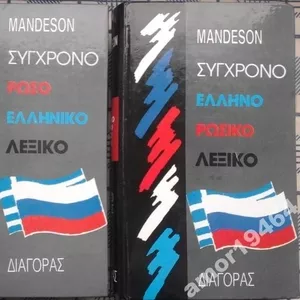 MANDESON
ΣΥΓΧΡΟΝΟ
ΡΩΣΟ
ΕΛΛΗΝΙΚΟ
ΛΕΞΙΚΟ
ΔΙΑΓΟΡΑΣ
MANDESON
ΣΥΓΧΡΟΝΟ
ΕΛΛΗΝΟ
ΡΩΣΙΚΟ
ΛΕΞΙΚΟ
ΔΙΑΓΟΡΑΣ